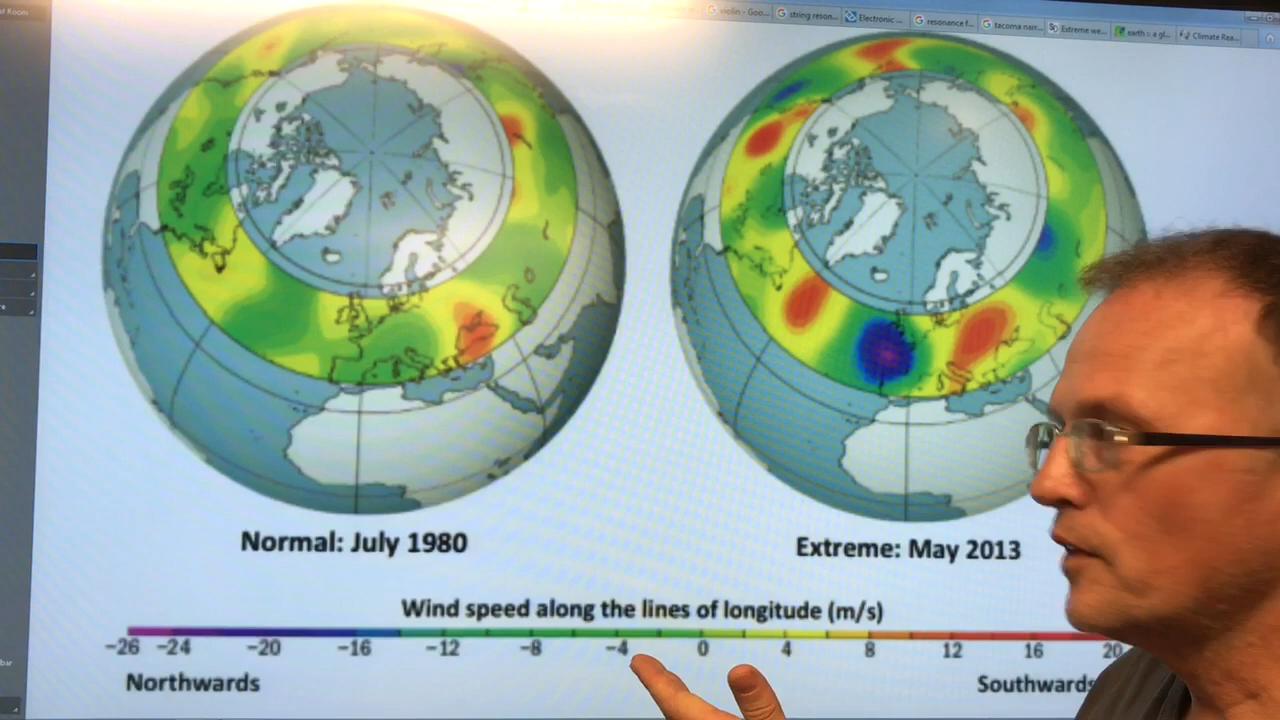 violin - Goo...
string reson...
Electronic ...
resonance f...
tacoma narr...
Extreme we...
earth :: a gl...
Climate Rea...
Normal: July 1980
Extreme: May 2013
Wind speed along the lines of longitude (m/s)
−26 −24 −20 −16 −12 −8 −4 0 4 8 12 16 20
Northwards
Southwards